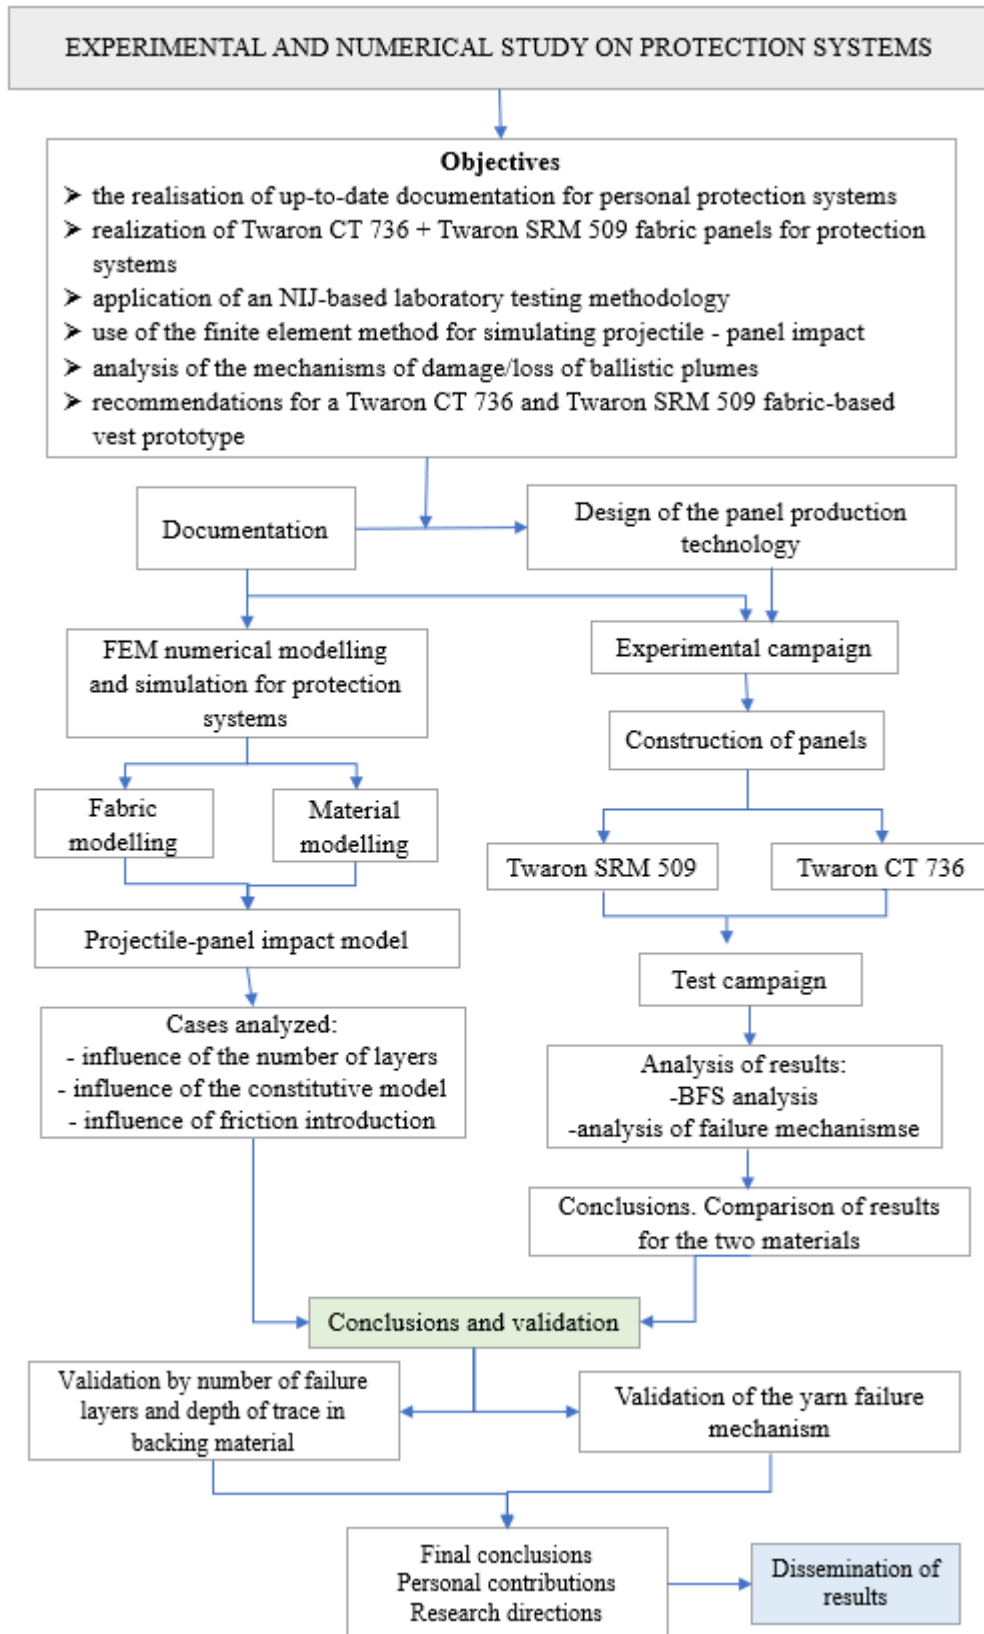 EXPERIMENTAL AND NUMERICAL STUDY ON PROTECTION SYSTEMS
Objectives
➤ the realisation of up-to-date documentation for personal protection systems
➤ realization of Twaron CT 736 + Twaron SRM 509 fabric panels for protection
systems
➤ application of an NIJ-based laboratory testing methodology
➤ use of the finite element method for simulating projectile - panel impact
➤ analysis of the mechanisms of damage/loss of ballistic plumes
➤ recommendations for a Twaron CT 736 and Twaron SRM 509 fabric-based
vest prototype
Documentation
Design of the panel production
technology
FEM numerical modelling
and simulation for protection
systems
Experimental campaign
Construction of panels
Fabric
modelling
Material
modelling
Twaron SRM 509
Twaron CT 736
Projectile-panel impact model
Test campaign
Cases analyzed:
- influence of the number of layers
- influence of the constitutive model
- influence of friction introduction
Analysis of results:
-BFS analysis
-analysis of failure mechanismse
Conclusions. Comparison of results
for the two materials
Conclusions and validation
Validation by number of failure
layers and depth of trace in
backing material
Validation of the yarn failure
mechanism
Final conclusions
Personal contributions
Research directions
Dissemination of
results